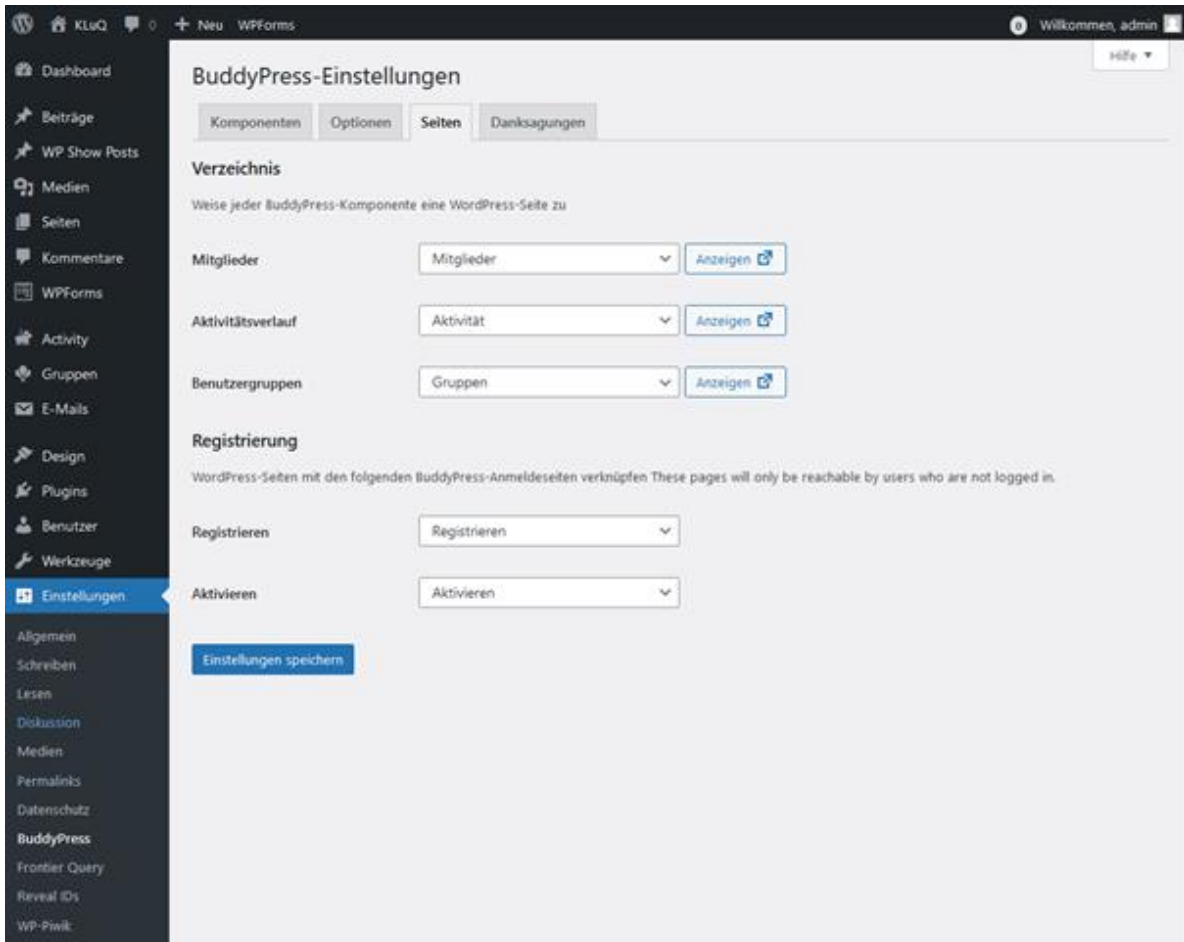 KLuQ 0 + Neu WPForms 0 Willkommen, admin
Hilfe ▼
Dashboard
Beiträge
WP Show Posts
Medien
Seiten
Kommentare
WPForms
Activity
Gruppen
E-Mails
Design
Plugins
Benutzer
Werkzeuge
Einstellungen
Allgemein
Schreiben
Lesen
Diskussion
Medien
Permalinks
Datenschutz
BuddyPress
Frontier Query
Reveal IDs
WP-Piwik
BuddyPress-Einstellungen
Komponenten Optionen Seiten Danksagungen
Verzeichnis
Weise jeder BuddyPress-Komponente eine WordPress-Seite zu
Mitglieder Mitglieder Anzeigen
Aktivitätsverlauf Aktivität Anzeigen
Benutzergruppen Gruppen Anzeigen
Registrierung
WordPress-Seiten mit den folgenden BuddyPress-Anmeldeseiten verknüpfen These pages will only be reachable by users who are not logged in.
Registrieren Registrieren
Aktivieren Aktivieren
Einstellungen speichern